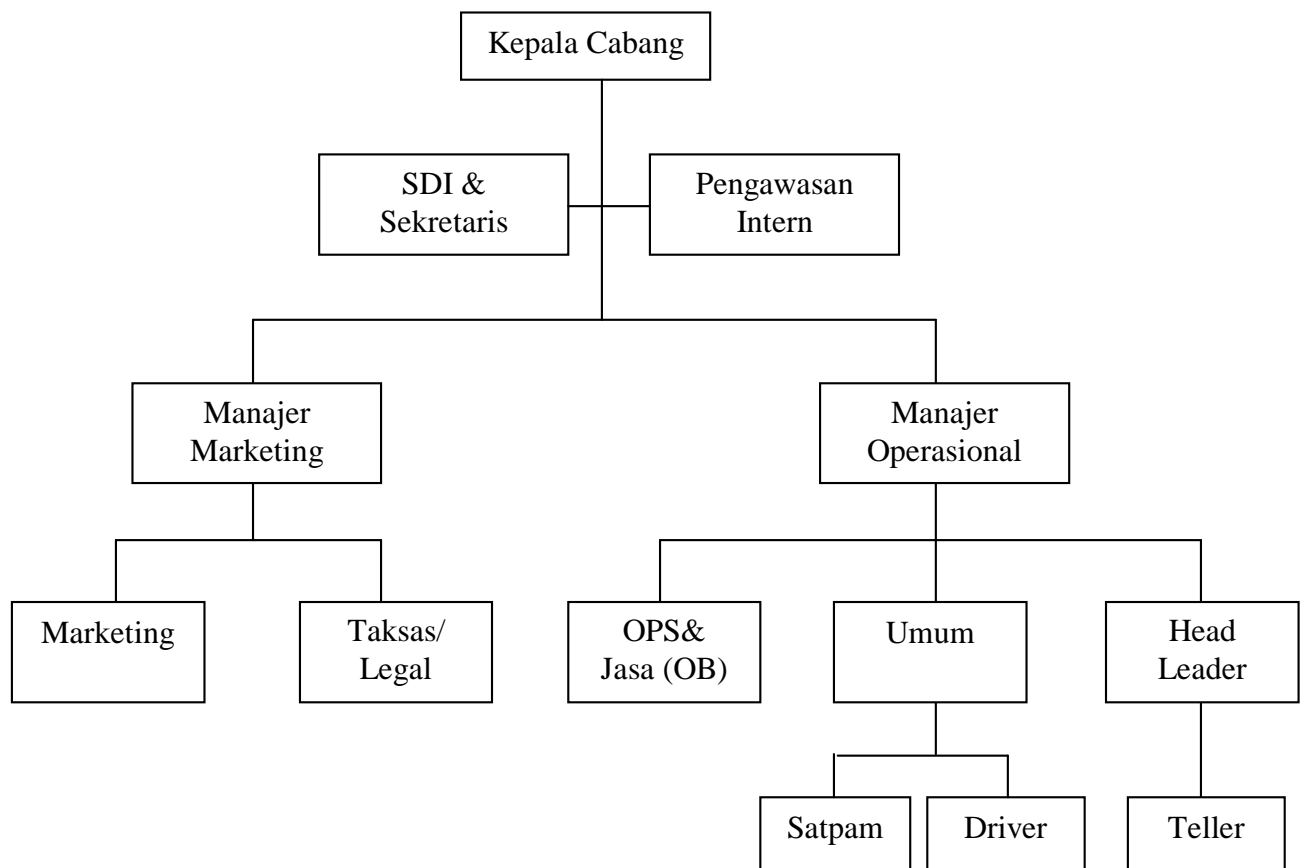 Kepala Cabang
SDI &
Sekretaris
Pengawasan
Intern
Manajer
Marketing
Manajer
Operasional
Marketing
Taksas/
Legal
OPS&
Jasa (OB)
Umum
Head
Leader
Satpam
Driver
Teller